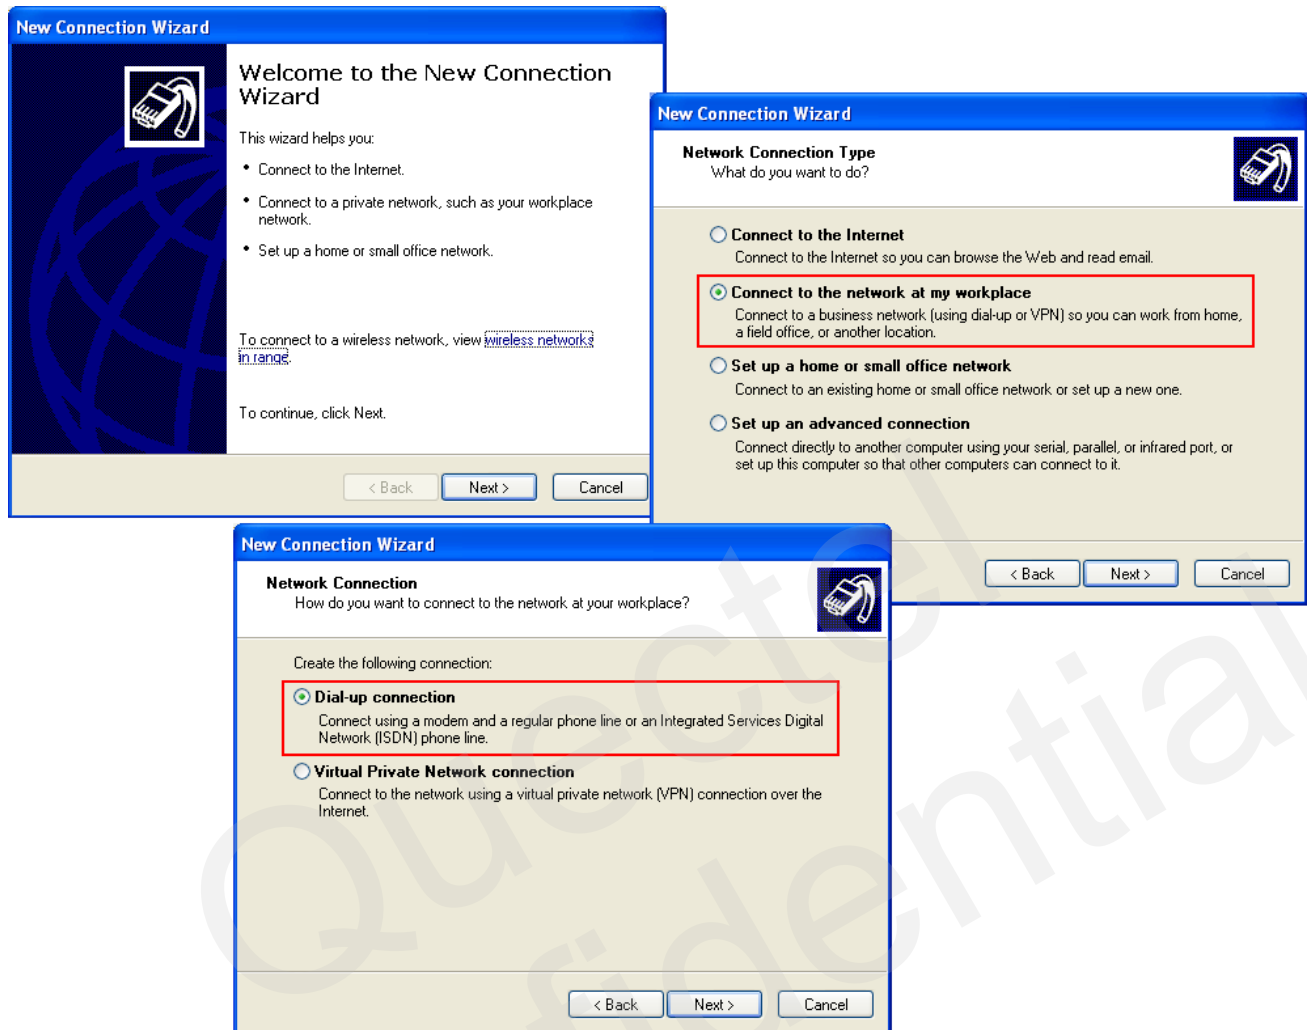 New Connection Wizard
Welcome to the New Connection
Wizard
This wizard helps you:
• Connect to the Internet.
• Connect to a private network, such as your workplace
network.
• Set up a home or small office network.
To connect to a wireless network, view wireless networks
in range.
To continue, click Next.
< Back Next > Cancel
New Connection Wizard
Network Connection Type
What do you want to do?
Connect to the Internet
Connect to the Internet so you can browse the Web and read email.
Connect to the network at my workplace
Connect to a business network (using dial-up or VPN) so you can work from home,
a field office, or another location.
Set up a home or small office network
Connect to an existing home or small office network or set up a new one.
Set up an advanced connection
Connect directly to another computer using your serial, parallel, or infrared port, or
set up this computer so that other computers can connect to it.
< Back Next > Cancel
New Connection Wizard
Network Connection
How do you want to connect to the network at your workplace?
Create the following connection:
Dial-up connection
Connect using a modem and a regular phone line or an Integrated Services Digital
Network (ISDN) phone line.
Virtual Private Network connection
Connect to the network using a virtual private network (VPN) connection over the
Internet.
< Back Next > Cancel
Quectel
fidential